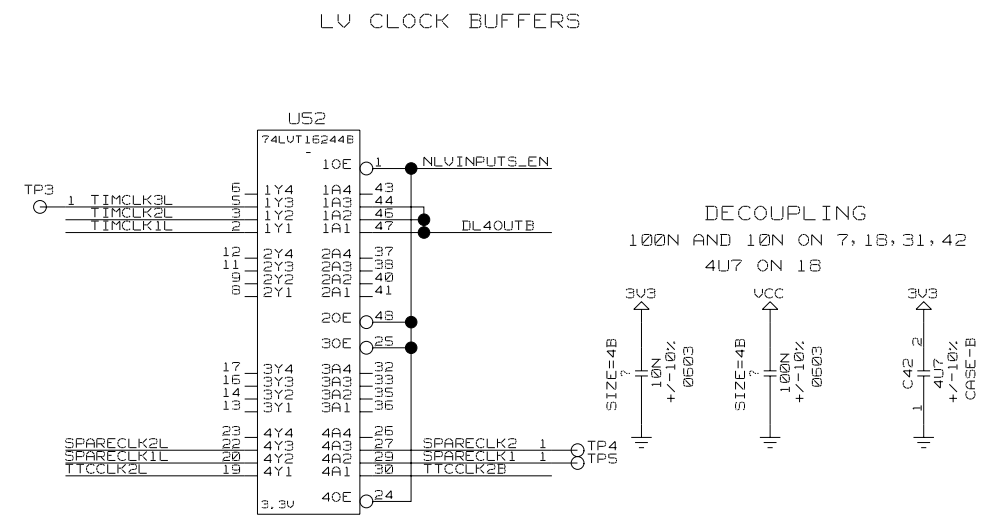 LV CLOCK BUFFERS
U52
74LVT16244B
-
1OE 1 NLVINPUTS_EN
6 1Y4 1A4 43
TP3 1 TIMCLK3L 5 1Y3 1A3 44
TIMCLK2L 3 1Y2 1A2 46
TIMCLK1L 2 1Y1 1A1 47 DL4OUTB
12 2Y4 2A4 37
11 2Y3 2A3 38
9 2Y2 2A2 40
8 2Y1 2A1 41
2OE 48
3OE 25
17 3Y4 3A4 32
16 3Y3 3A3 33
14 3Y2 3A2 35
13 3Y1 3A1 36
23 4Y4 4A4 26
SPARECLK2L 22 4Y3 4A3 27 SPARECLK2 1 TP4
SPARECLK1L 20 4Y2 4A2 29 SPARECLK1 1 TP5
TTCCLK2L 19 4Y1 4A1 30 TTCCLK2B
4OE 24
3.3V
DECOUPLING
100N AND 10N ON 7,18,31,42
4U7 ON 18
3V3
SIZE=4B
?
10N
+/-10%
0603
VCC
SIZE=4B
?
100N
+/-10%
0603
3V3
C42
1 2
4U7
+/-10%
CASE-B